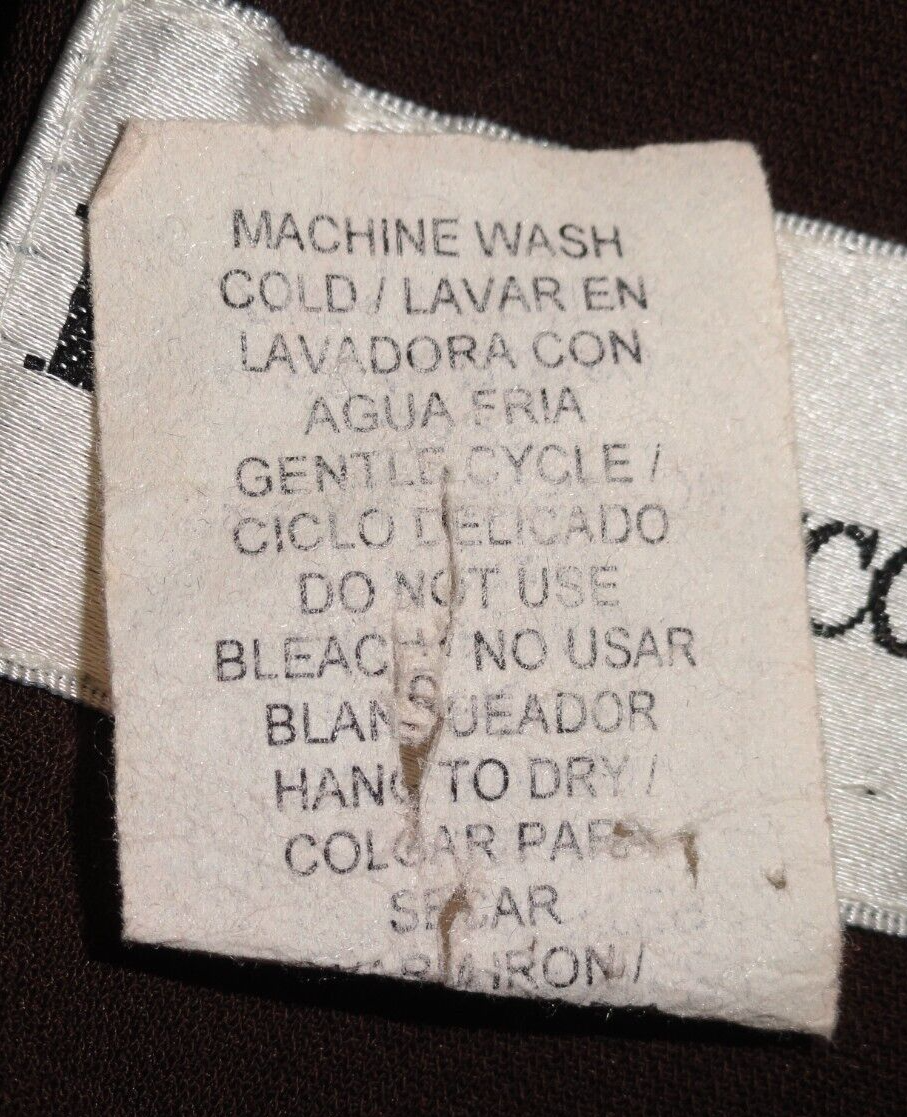 MACHINE WASH
COLD / LAVAR EN
LAVADORA CON
AGUA FRIA
GENTLE CYCLE /
CICLO DELICADO
DO NOT USE
BLEACH / NO USAR
BLANQUEADOR
HANG TO DRY /
COLGAR PARA
SECAR
IRON /